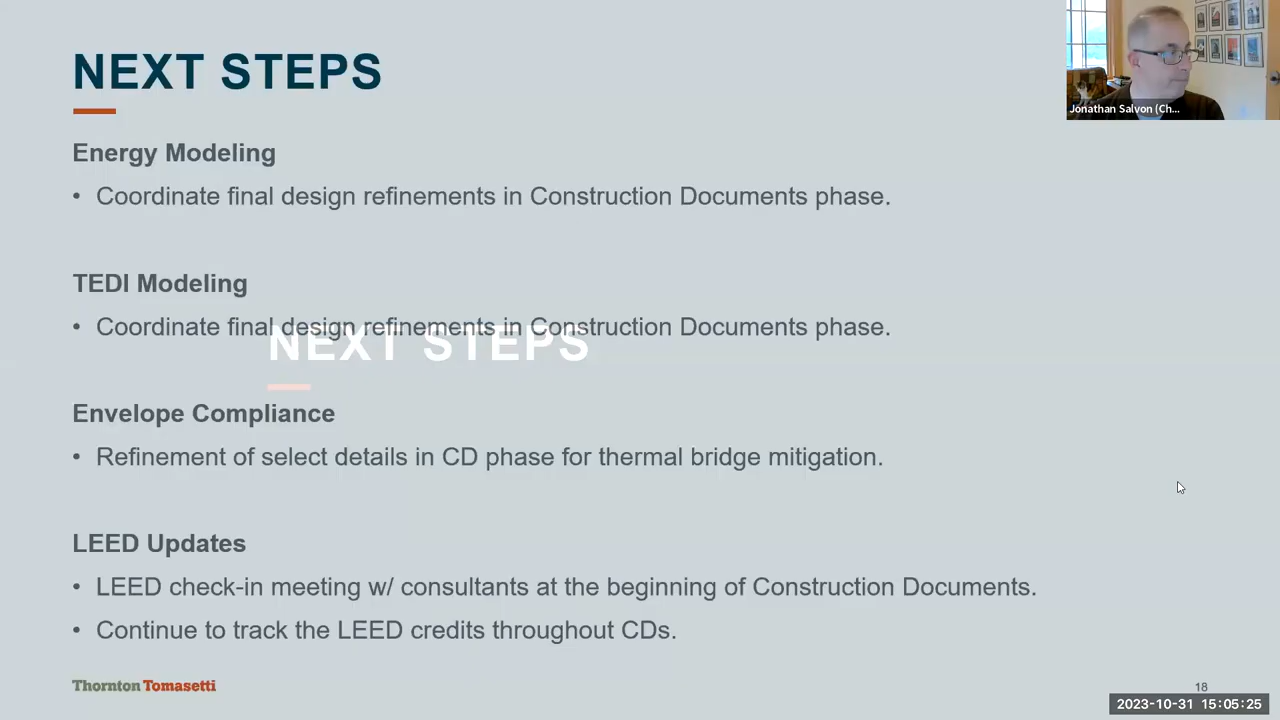 NEXT STEPS
Jonathan Salvon (Ch...
Energy Modeling
• Coordinate final design refinements in Construction Documents phase.
TEDI Modeling
• Coordinate final design refinements in Construction Documents phase.
NEXT STEPS
Envelope Compliance
• Refinement of select details in CD phase for thermal bridge mitigation.
LEED Updates
• LEED check-in meeting w/ consultants at the beginning of Construction Documents.
• Continue to track the LEED credits throughout CDs.
Thornton Tomasetti
18
2023-10-31 15:05:25